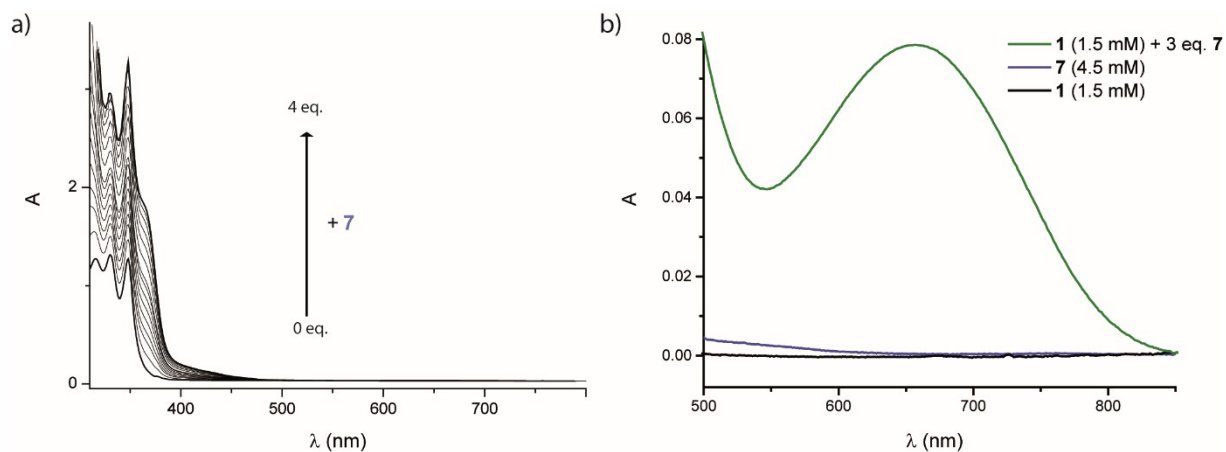 a)
A
2
0
400
500
600
700
λ (nm)
4 eq.
+ 7
0 eq.
b)
A
0.08
0.06
0.04
0.02
0.00
500
600
700
800
λ (nm)
1 (1.5 mM) + 3 eq. 7
7 (4.5 mM)
1 (1.5 mM)